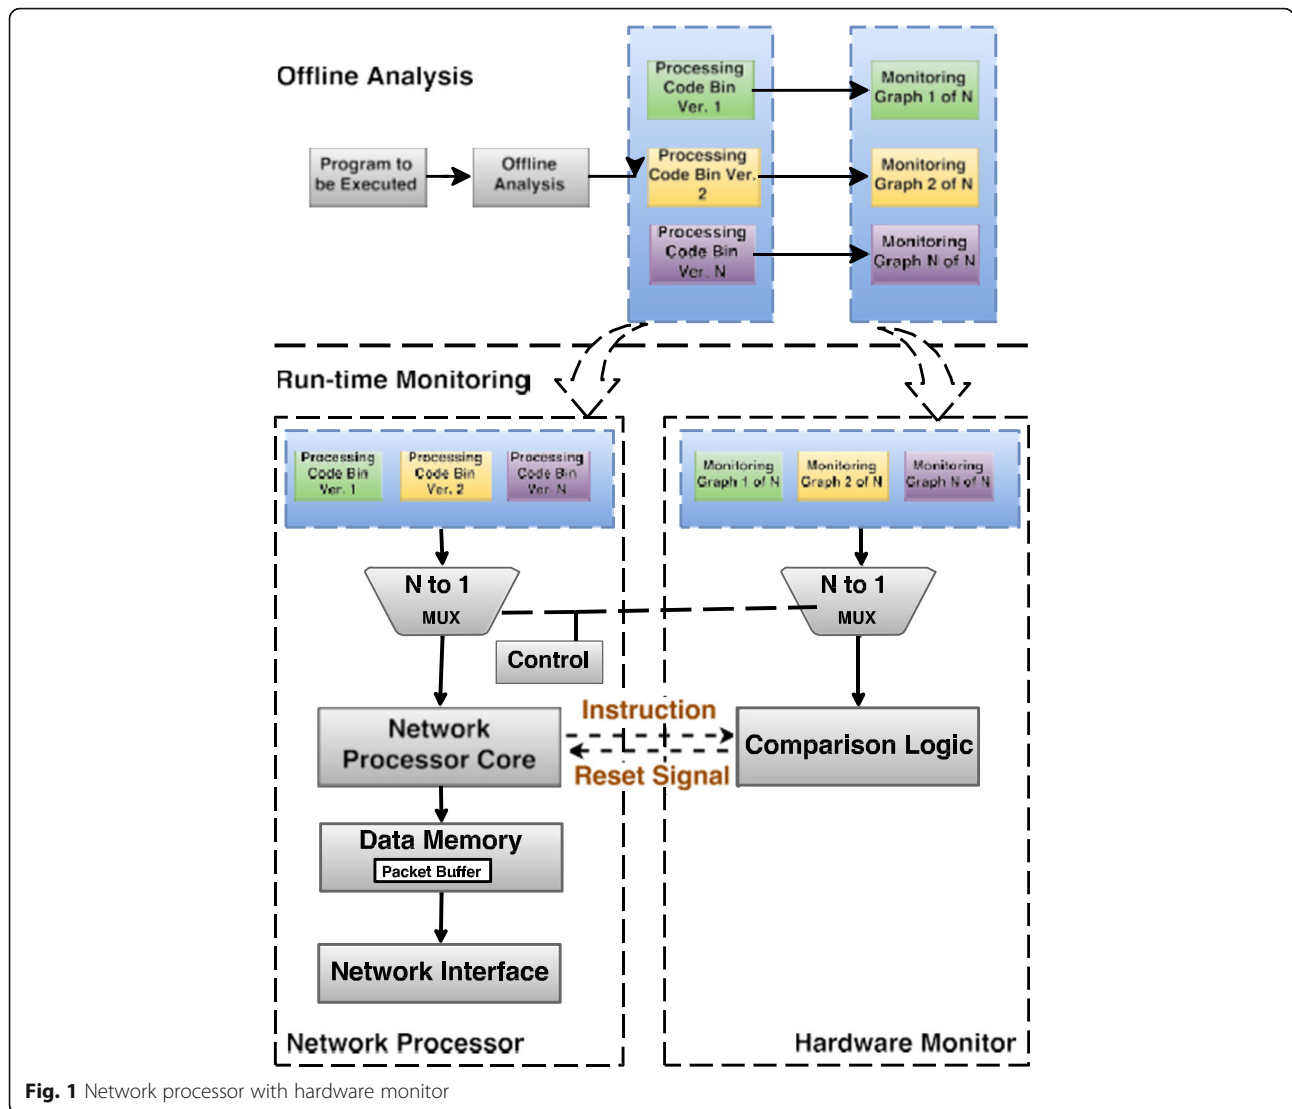 Offline Analysis
Program to
be Executed
Offline
Analysis
Processing
Code Bin
Ver. 1
Processing
Code Bin Ver.
2
Processing
Code Bin
Ver. N
Monitoring
Graph 1 of N
Monitoring
Graph 2 of N
Monitoring
Graph N of N
Run-time Monitoring
Processing
Code Bin
Ver. 1
Processing
Code Bin
Ver. 2
Processing
Code Bin
Ver. N
Monitoring
Graph 1 of N
Monitoring
Graph 2 of N
Monitoring
Graph N of N
N to 1
MUX
N to 1
MUX
Control
Network
Processor Core
Instruction
Reset Signal
Comparison Logic
Data Memory
Packet Buffer
Network Interface
Network Processor
Hardware Monitor
Fig. 1 Network processor with hardware monitor